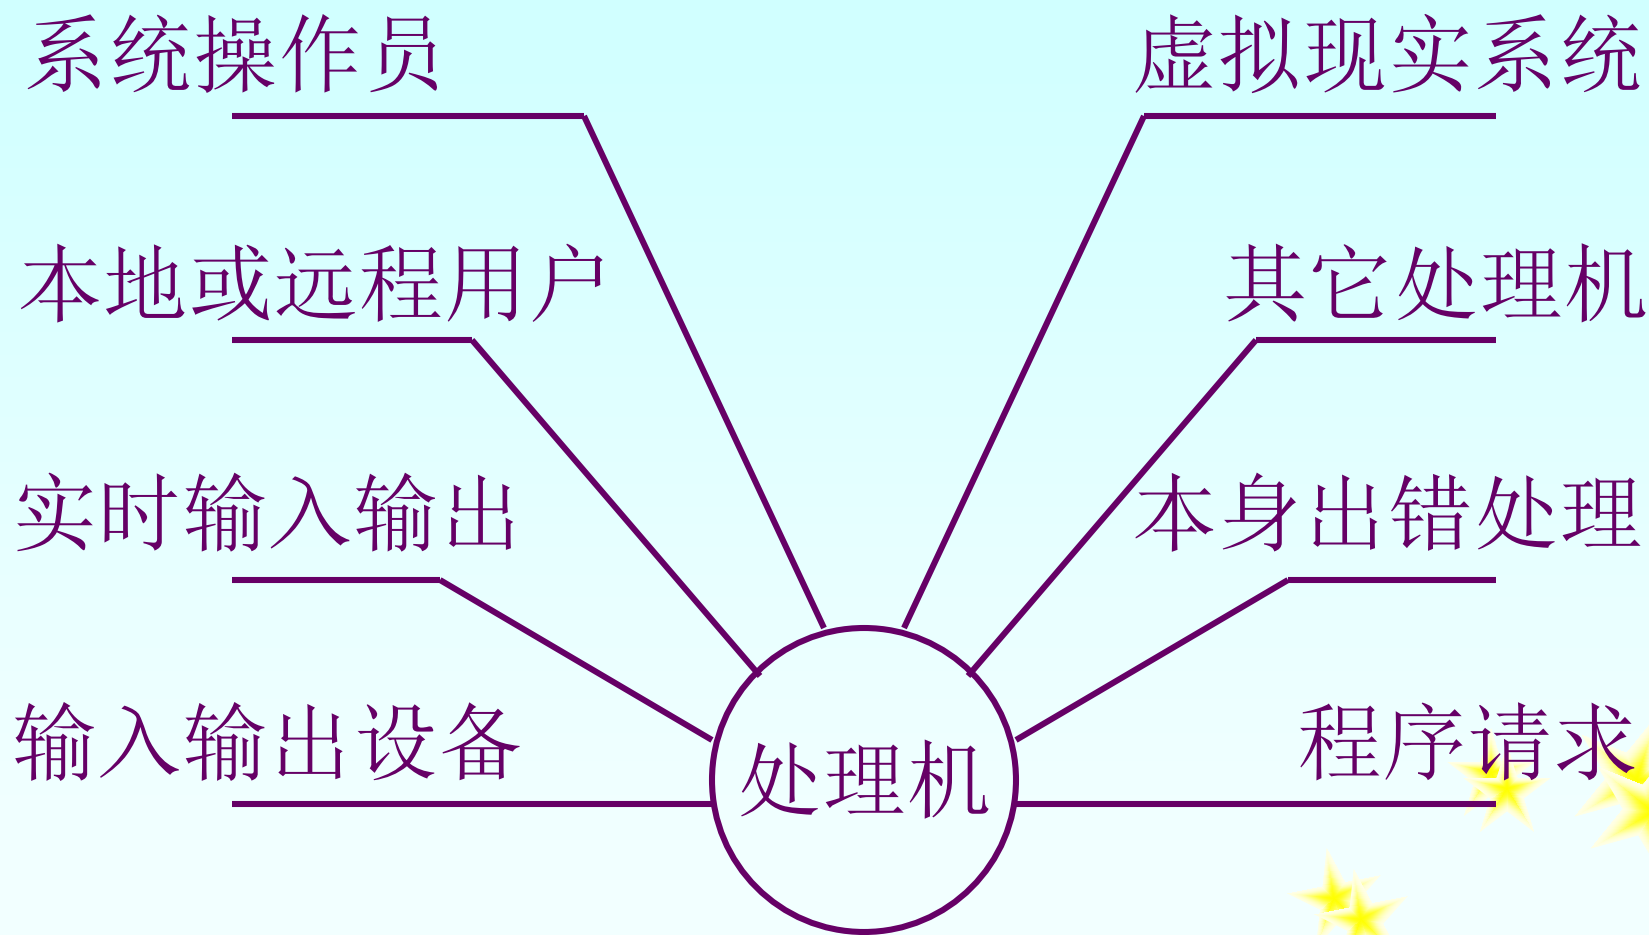 系统操作员
虚拟现实系统
本地或远程用户
其它处理机
实时输入输出
本身出错处理
输入输出设备
程序请求
处理机